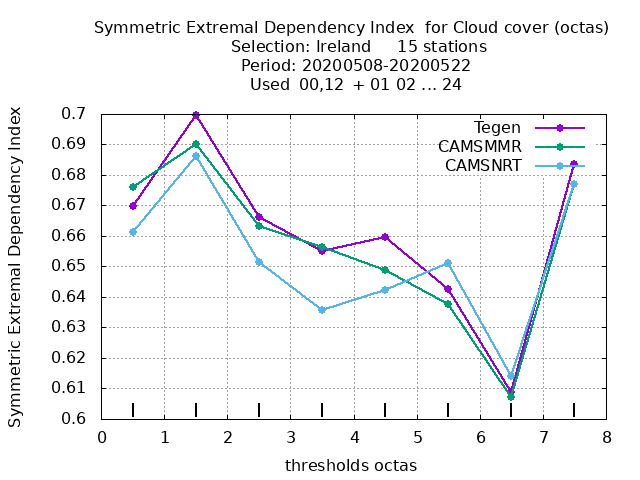 Symmetric Extremal Dependency Index  for Cloud cover (octas)
Selection: Ireland     15 stations
Period: 20200508-20200522
Used  00,12  + 01 02 ... 24
Symmetric Extremal Dependency Index
0.7
0.69
0.68
0.67
0.66
0.65
0.64
0.63
0.62
0.61
0.6
Tegen
CAMSMMR
CAMSNRT
0 1 2 3 4 5 6 7 8
thresholds octas